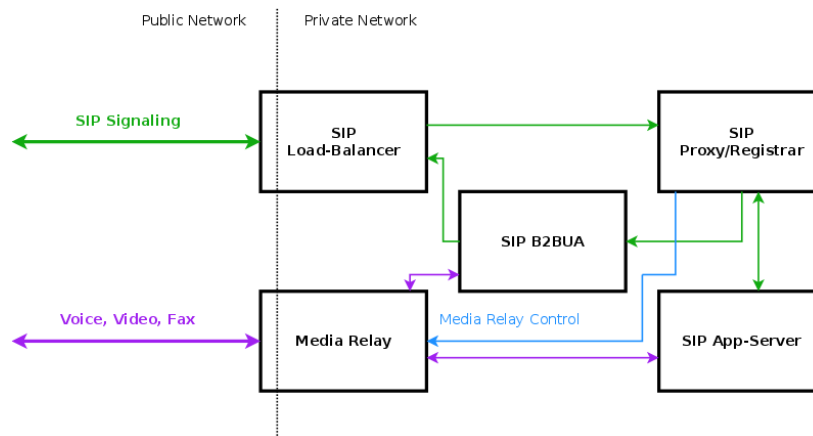 Public Network
Private Network
SIP Signaling
SIP
Load-Balancer
SIP
Proxy/Registrar
SIP B2BUA
Voice, Video, Fax
Media Relay
Media Relay Control
SIP App-Server